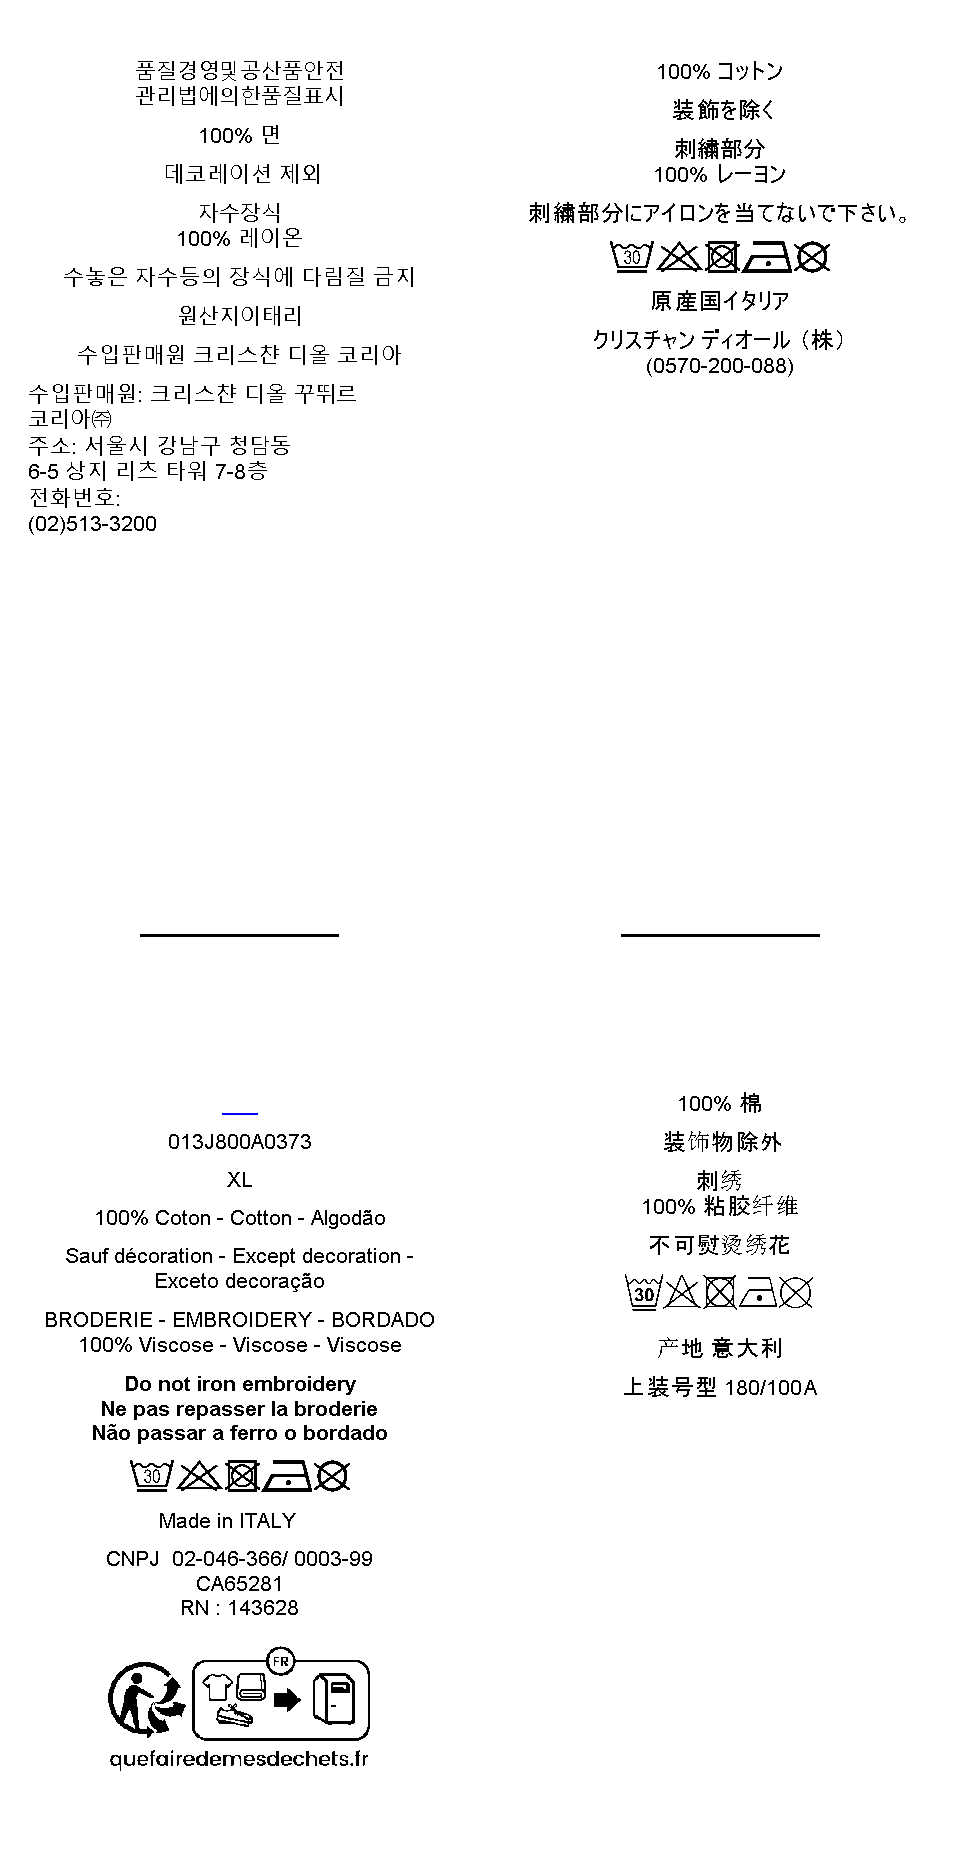 품질경영및공산품안전
관리법에의한품질표시
100% 면
데코레이션 제외
자수장식
100% 레이온
수놓은 자수등의 장식에 다림질 금지
원산지이태리
수입판매원 크리스챤 디올 코리아
수입판매원: 크리스챤 디올 꾸뛰르
코리아㈜
주소: 서울시 강남구 청담동
6-5 상지 리츠 타워 7-8층
전화번호:
(02)513-3200
100% コットン
装飾を除く
刺繍部分
100% レーヨン
刺繍部分にアイロンを当てないで下さい。
30
原産国イタリア
クリスチャン ディオール（株）
(0570-200-088)
013J800A0373
XL
100% Coton - Cotton - Algodão
Sauf décoration - Except decoration -
Exceto decoração
BRODERIE - EMBROIDERY - BORDADO
100% Viscose - Viscose - Viscose
Do not iron embroidery
Ne pas repasser la broderie
Não passar a ferro o bordado
30
Made in ITALY
CNPJ  02-046-366/ 0003-99
CA65281
RN : 143628
FR
quefairedemesdechets.fr
100% 棉
装饰物除外
刺绣
100% 粘胶纤维
不可熨烫绣花
30
产地 意大利
上装号型 180/100A